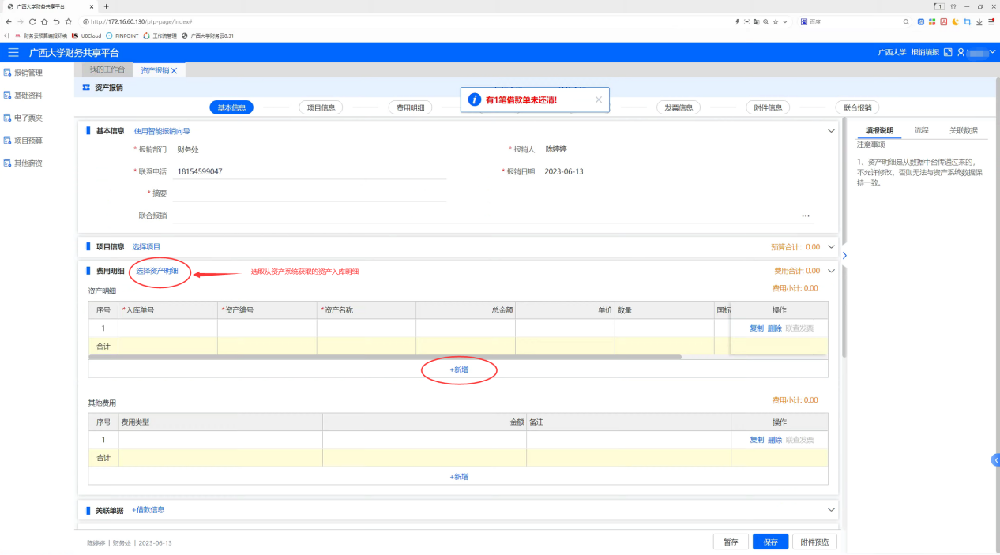 广西大学财务共享平台
http://172.16.60.130/ptp-page/index#
百度
财务云预算编报环境 UBCloud PINPOINT 工作流管理 广西大学财务云8.31
广西大学财务共享平台
广西大学 报销填报
报销管理
基础资料
电子票夹
项目预算
其他薪资
我的工作台 资产报销
资产报销
有1笔借款单未还清!
基本信息 项目信息 费用明细 发票信息 附件信息 联合报销
基本信息 使用智能报销向导
* 报销部门 财务处 * 报销人 陈婷婷
* 联系电话 18154599047 * 报销日期 2023-06-13
* 摘要
联合报销 •••
项目信息 选择项目 预算合计: 0.00
费用明细 选择资产明细 选取从资产系统获取的资产入库明细 费用合计: 0.00
资产明细 费用小计: 0.00
序号 *入库单号 *资产编号 *资产名称 总金额 单价 数量 国标 操作
1 复制 删除 联查发票
合计
+新增
其他费用 费用小计: 0.00
序号 费用类型 金额 备注 操作
1 复制 删除 联查发票
合计
+新增
关联单据 +借款信息
陈婷婷 | 财务处 | 2023-06-13
暂存 保存 附件预览
填报说明 流程 关联数据
注意事项
1、资产明细是从数据中台传递过来的,
不允许修改，否则无法与资产系统数据保
持一致。